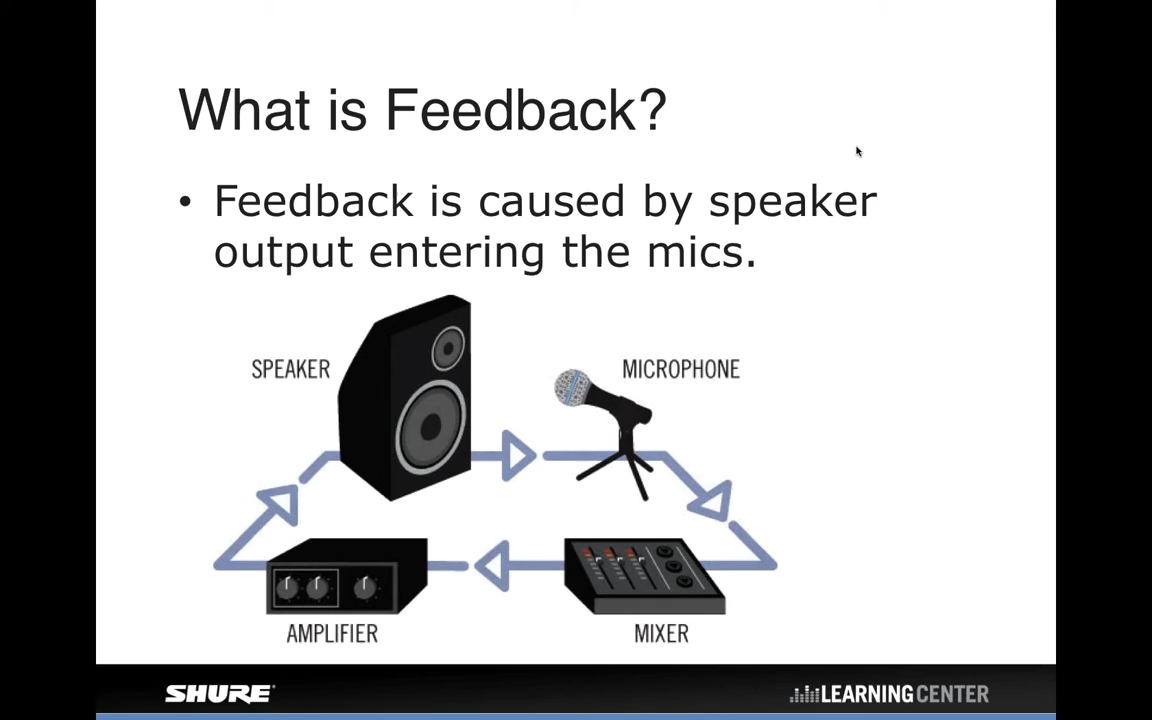 What is Feedback?
• Feedback is caused by speaker
output entering the mics.
SPEAKER
MICROPHONE
AMPLIFIER
MIXER
SHURE
LEARNING CENTER